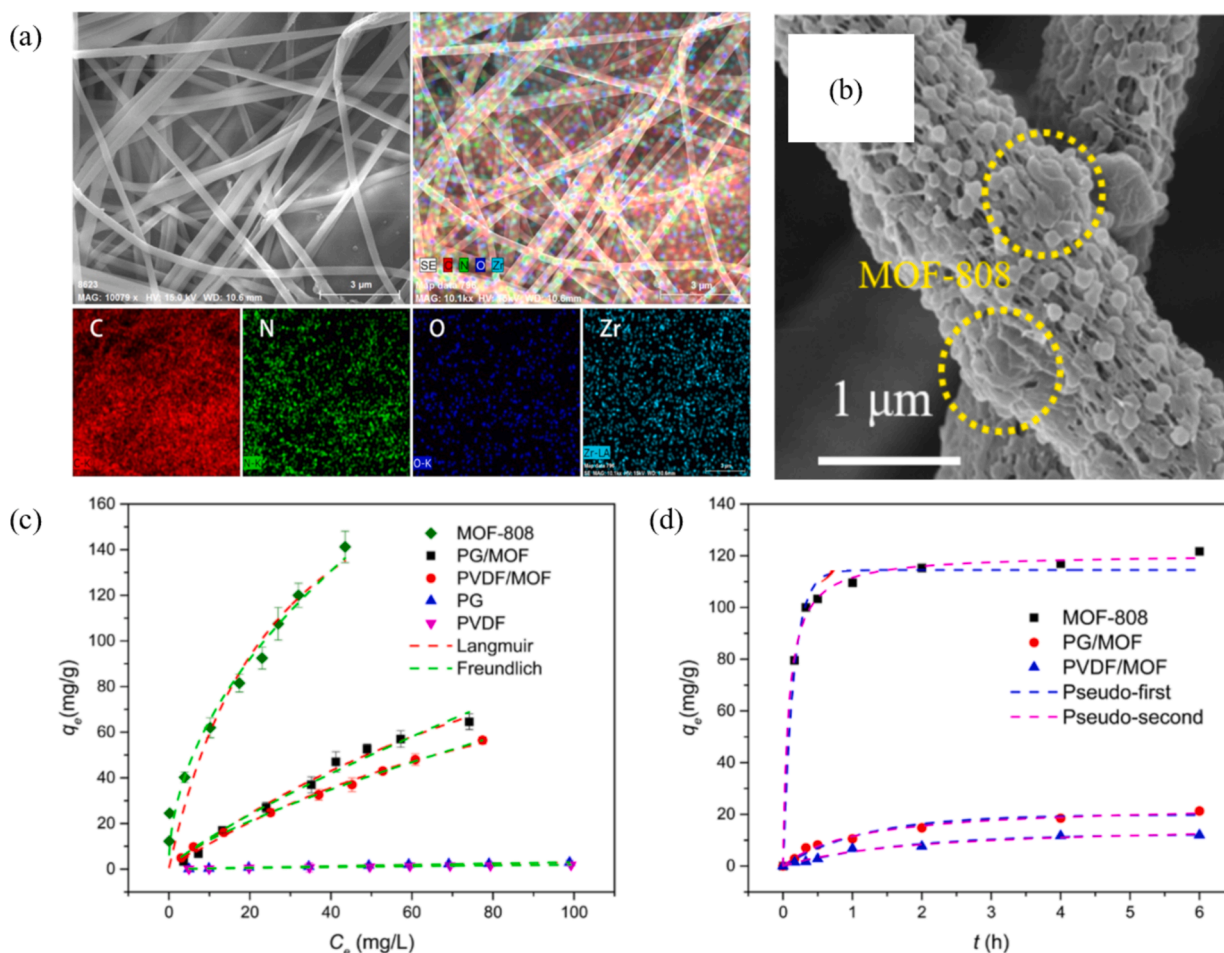 (a)
SE N O Zr
8623
MAG: 10079 x HV: 15.0 kV WD: 10.6 mm
3 µm
MAG: 10.1kx
WD: 10.6mm
3 µm
C
N
O
Zr
O-K
Zr-LA
(b)
MOF-808
1 µm
(c)
160
140
120
100
80
60
40
20
0
qe(mg/g)
0 20 40 60 80 100
Ce (mg/L)
MOF-808
PG/MOF
PVDF/MOF
PG
PVDF
Langmuir
Freundlich
(d)
140
120
100
80
60
40
20
0
qe(mg/g)
0 1 2 3 4 5 6
t (h)
MOF-808
PG/MOF
PVDF/MOF
Pseudo-first
Pseudo-second